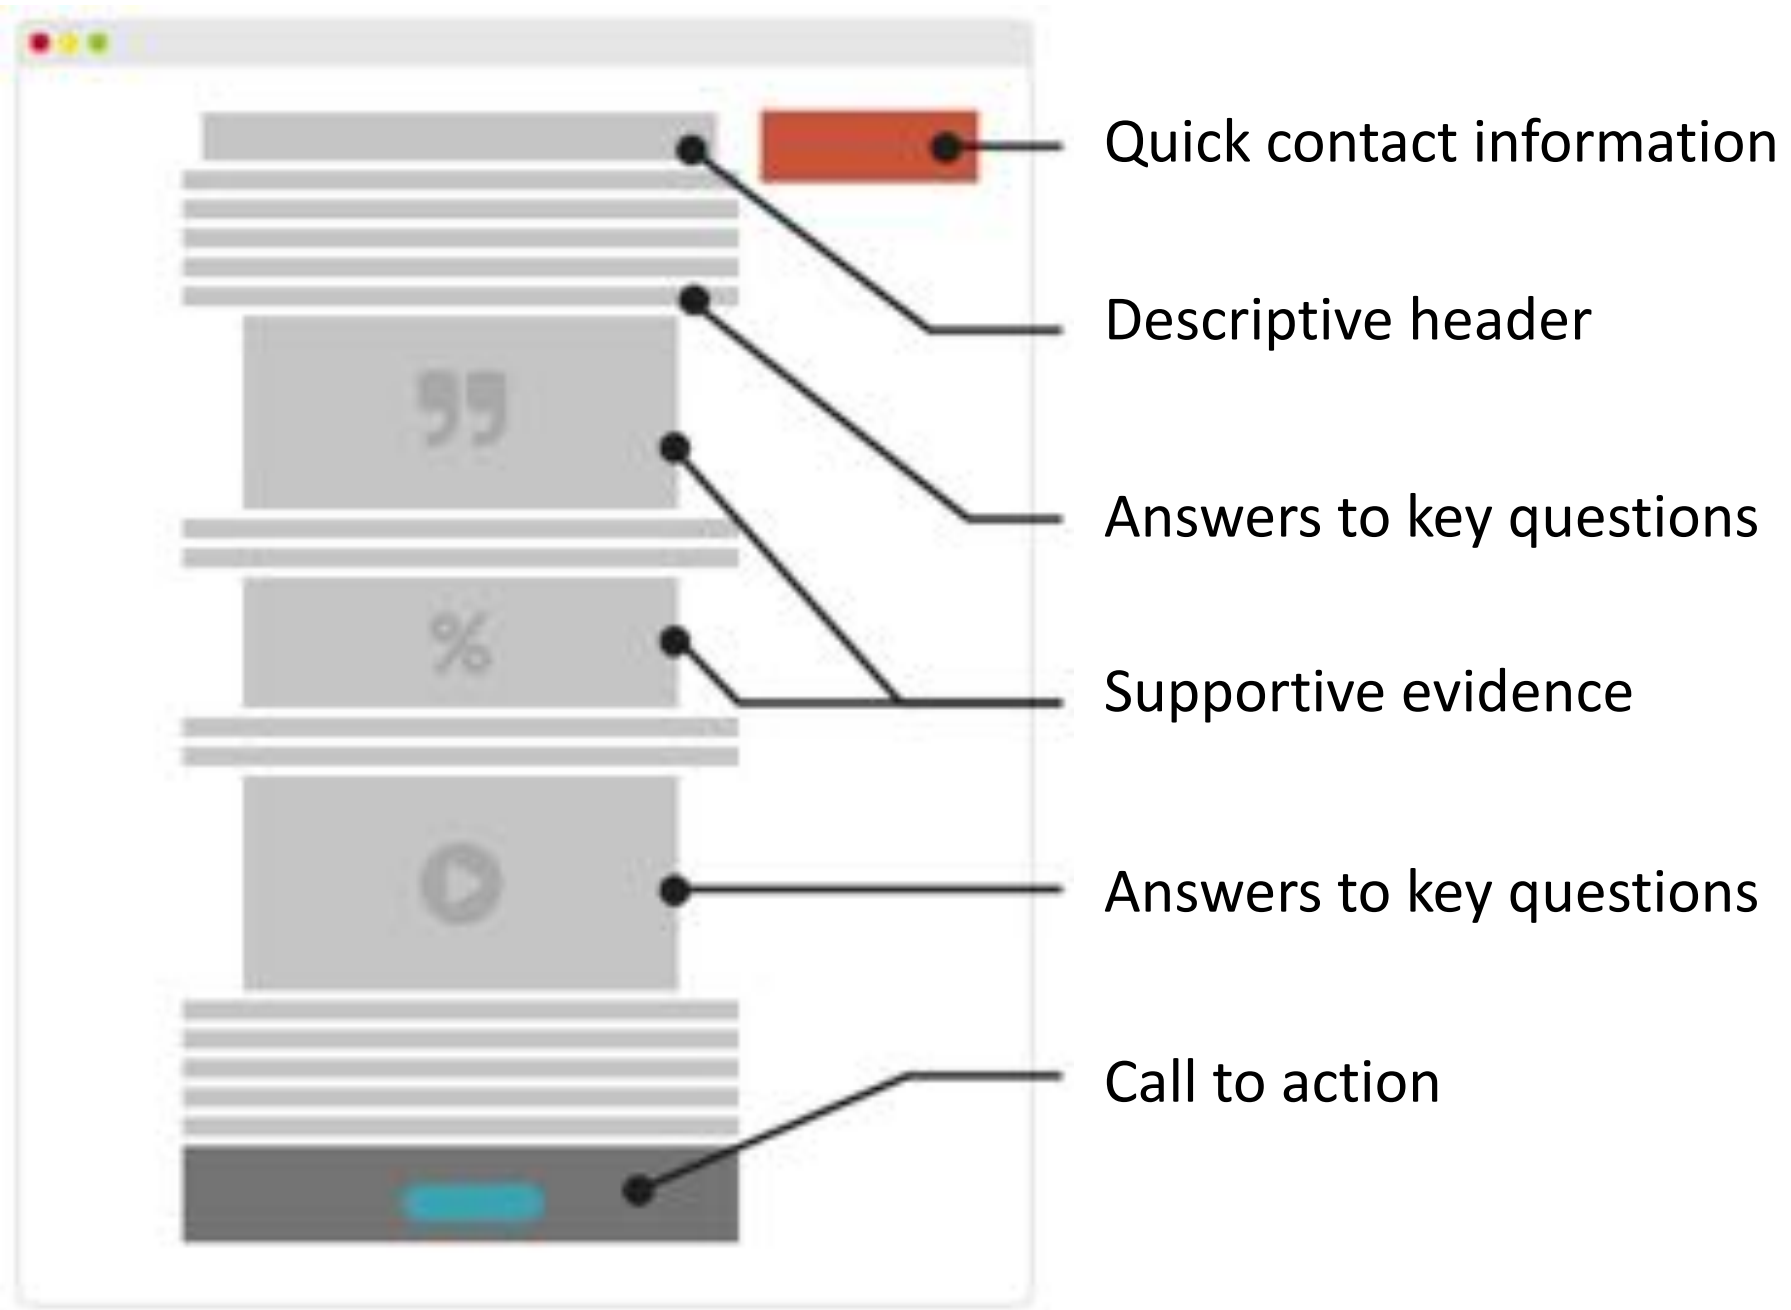 Quick contact information
Descriptive header
Answers to key questions
”
Supportive evidence
%
Answers to key questions
Call to action